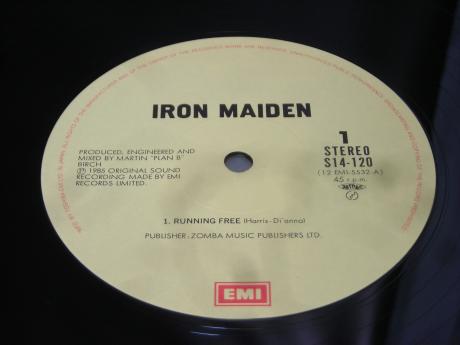 IRON MAIDEN
PRODUCED, ENGINEERED AND
MIXED BY MARTIN "PLAN B"
BIRCH
Ⓟ 1985 ORIGINAL SOUND
RECORDING MADE BY EMI
RECORDS LIMITED.
1
STEREO
S14-120
(12 EMI-5532-A)
45 r.p.m.
1. RUNNING FREE (Harris-Di'anno)
PUBLISHER: ZOMBA MUSIC PUBLISHERS LTD.
EMI